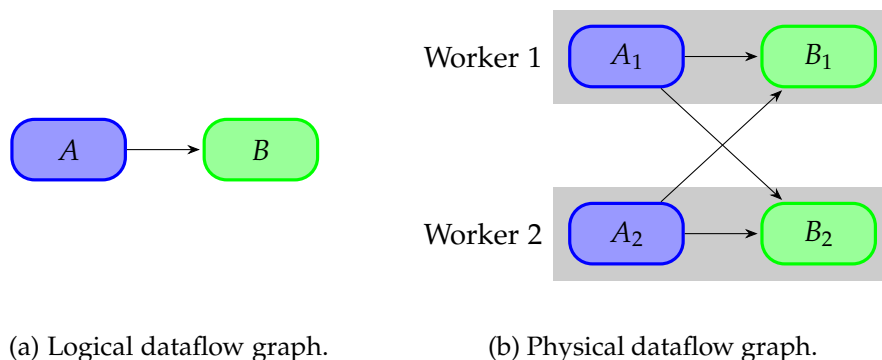 Worker 1
A₁
B₁
A
B
Worker 2
A₂
B₂
(a) Logical dataflow graph.
(b) Physical dataflow graph.